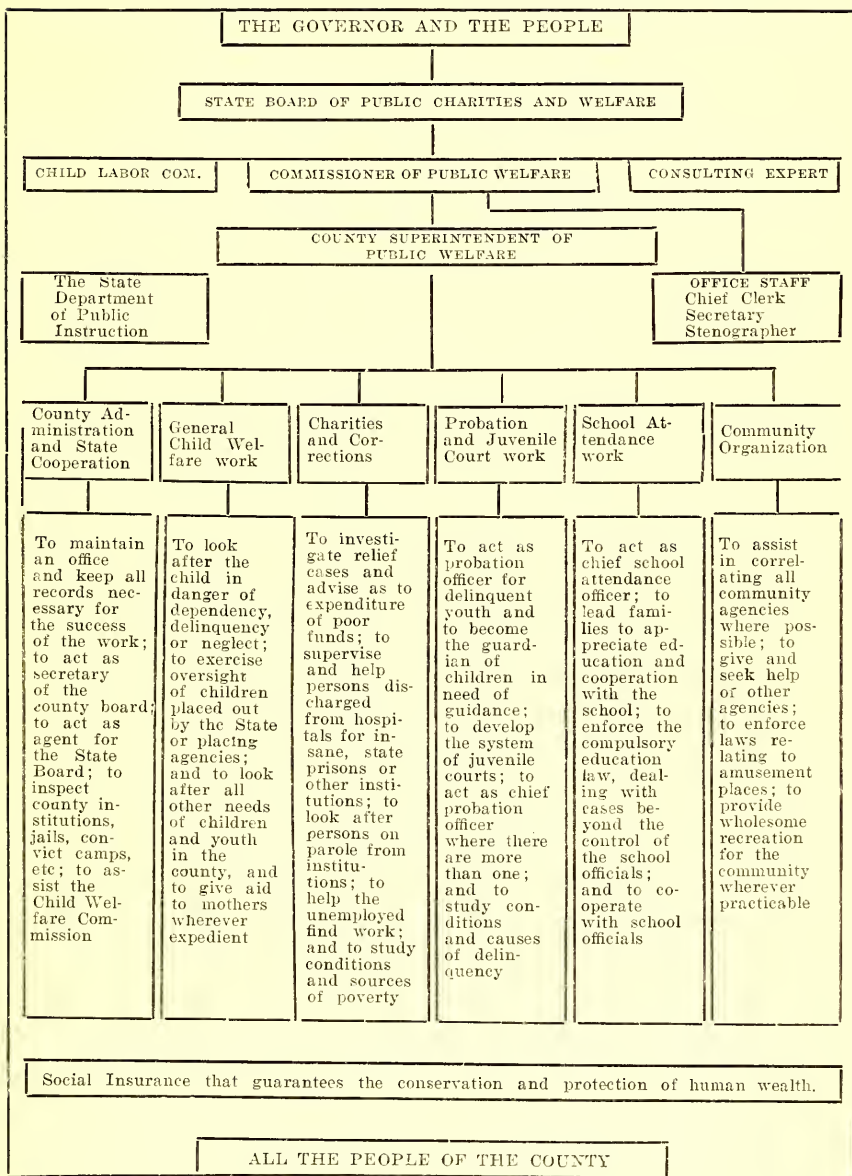 THE GOVERNOR AND THE PEOPLE
STATE BOARD OF PUBLIC CHARITIES AND WELFARE
CHILD LABOR COM.
COMMISSIONER OF PUBLIC WELFARE
CONSULTING EXPERT
COUNTY SUPERINTENDENT OF
PUBLIC WELFARE
The State
Department
of Public
Instruction
OFFICE STAFF
Chief Clerk
Secretary
Stenographer
County Ad-
ministration
and State
Cooperation
General
Child Wel-
fare work
Charities
and Cor-
rections
Probation
and Juvenile
Court work
School At-
tendance
work
Community
Organization
To maintain
an office
and keep all
records nec-
essary for
the success
of the work;
to act as
secretary
of the
county board;
to act as
agent for
the State
Board; to
inspect
county in-
stitutions,
jails, con-
vict camps,
etc; to as-
sist the
Child Wel-
fare Com-
mission
To look
after the
child in
danger of
dependency,
delinquency
or neglect;
to exercise
oversight
of children
placed out
by the State
or placing
agencies;
and to look
after all
other needs
of children
and youth
in the
county, and
to give aid
to mothers
wherever
expedient
To investi-
gate relief
cases and
advise as to
expenditure
of poor
funds; to
supervise
and help
persons dis-
charged
from hospi-
tals for in-
sane, state
prisons or
other insti-
tutions; to
look after
persons on
parole from
institu-
tions; to
help the
unemployed
find work;
and to study
conditions
and sources
of poverty
To act as
probation
officer for
delinquent
youth and
to become
the guard-
ian of
children in
need of
guidance;
to develop
the system
of juvenile
courts; to
act as chief
probation
officer
where there
are more
than one;
and to
study con-
ditions
and causes
of delin-
quency
To act as
chief school
attendance
officer; to
lead fami-
lies to ap-
preciate ed-
ucation and
cooperation
with the
school; to
enforce the
compulsory
education
law, deal-
ing with
cases be-
yond the
control of
the school
officials;
and to co-
operate
with school
officials
To assist
in correl-
ating all
community
agencies
where pos-
sible; to
give and
seek help
of other
agencies;
to enforce
laws re-
lating to
amusement
places; to
provide
wholesome
recreation
for the
community
wherever
practicable
Social Insurance that guarantees the conservation and protection of human wealth.
ALL THE PEOPLE OF THE COUNTY